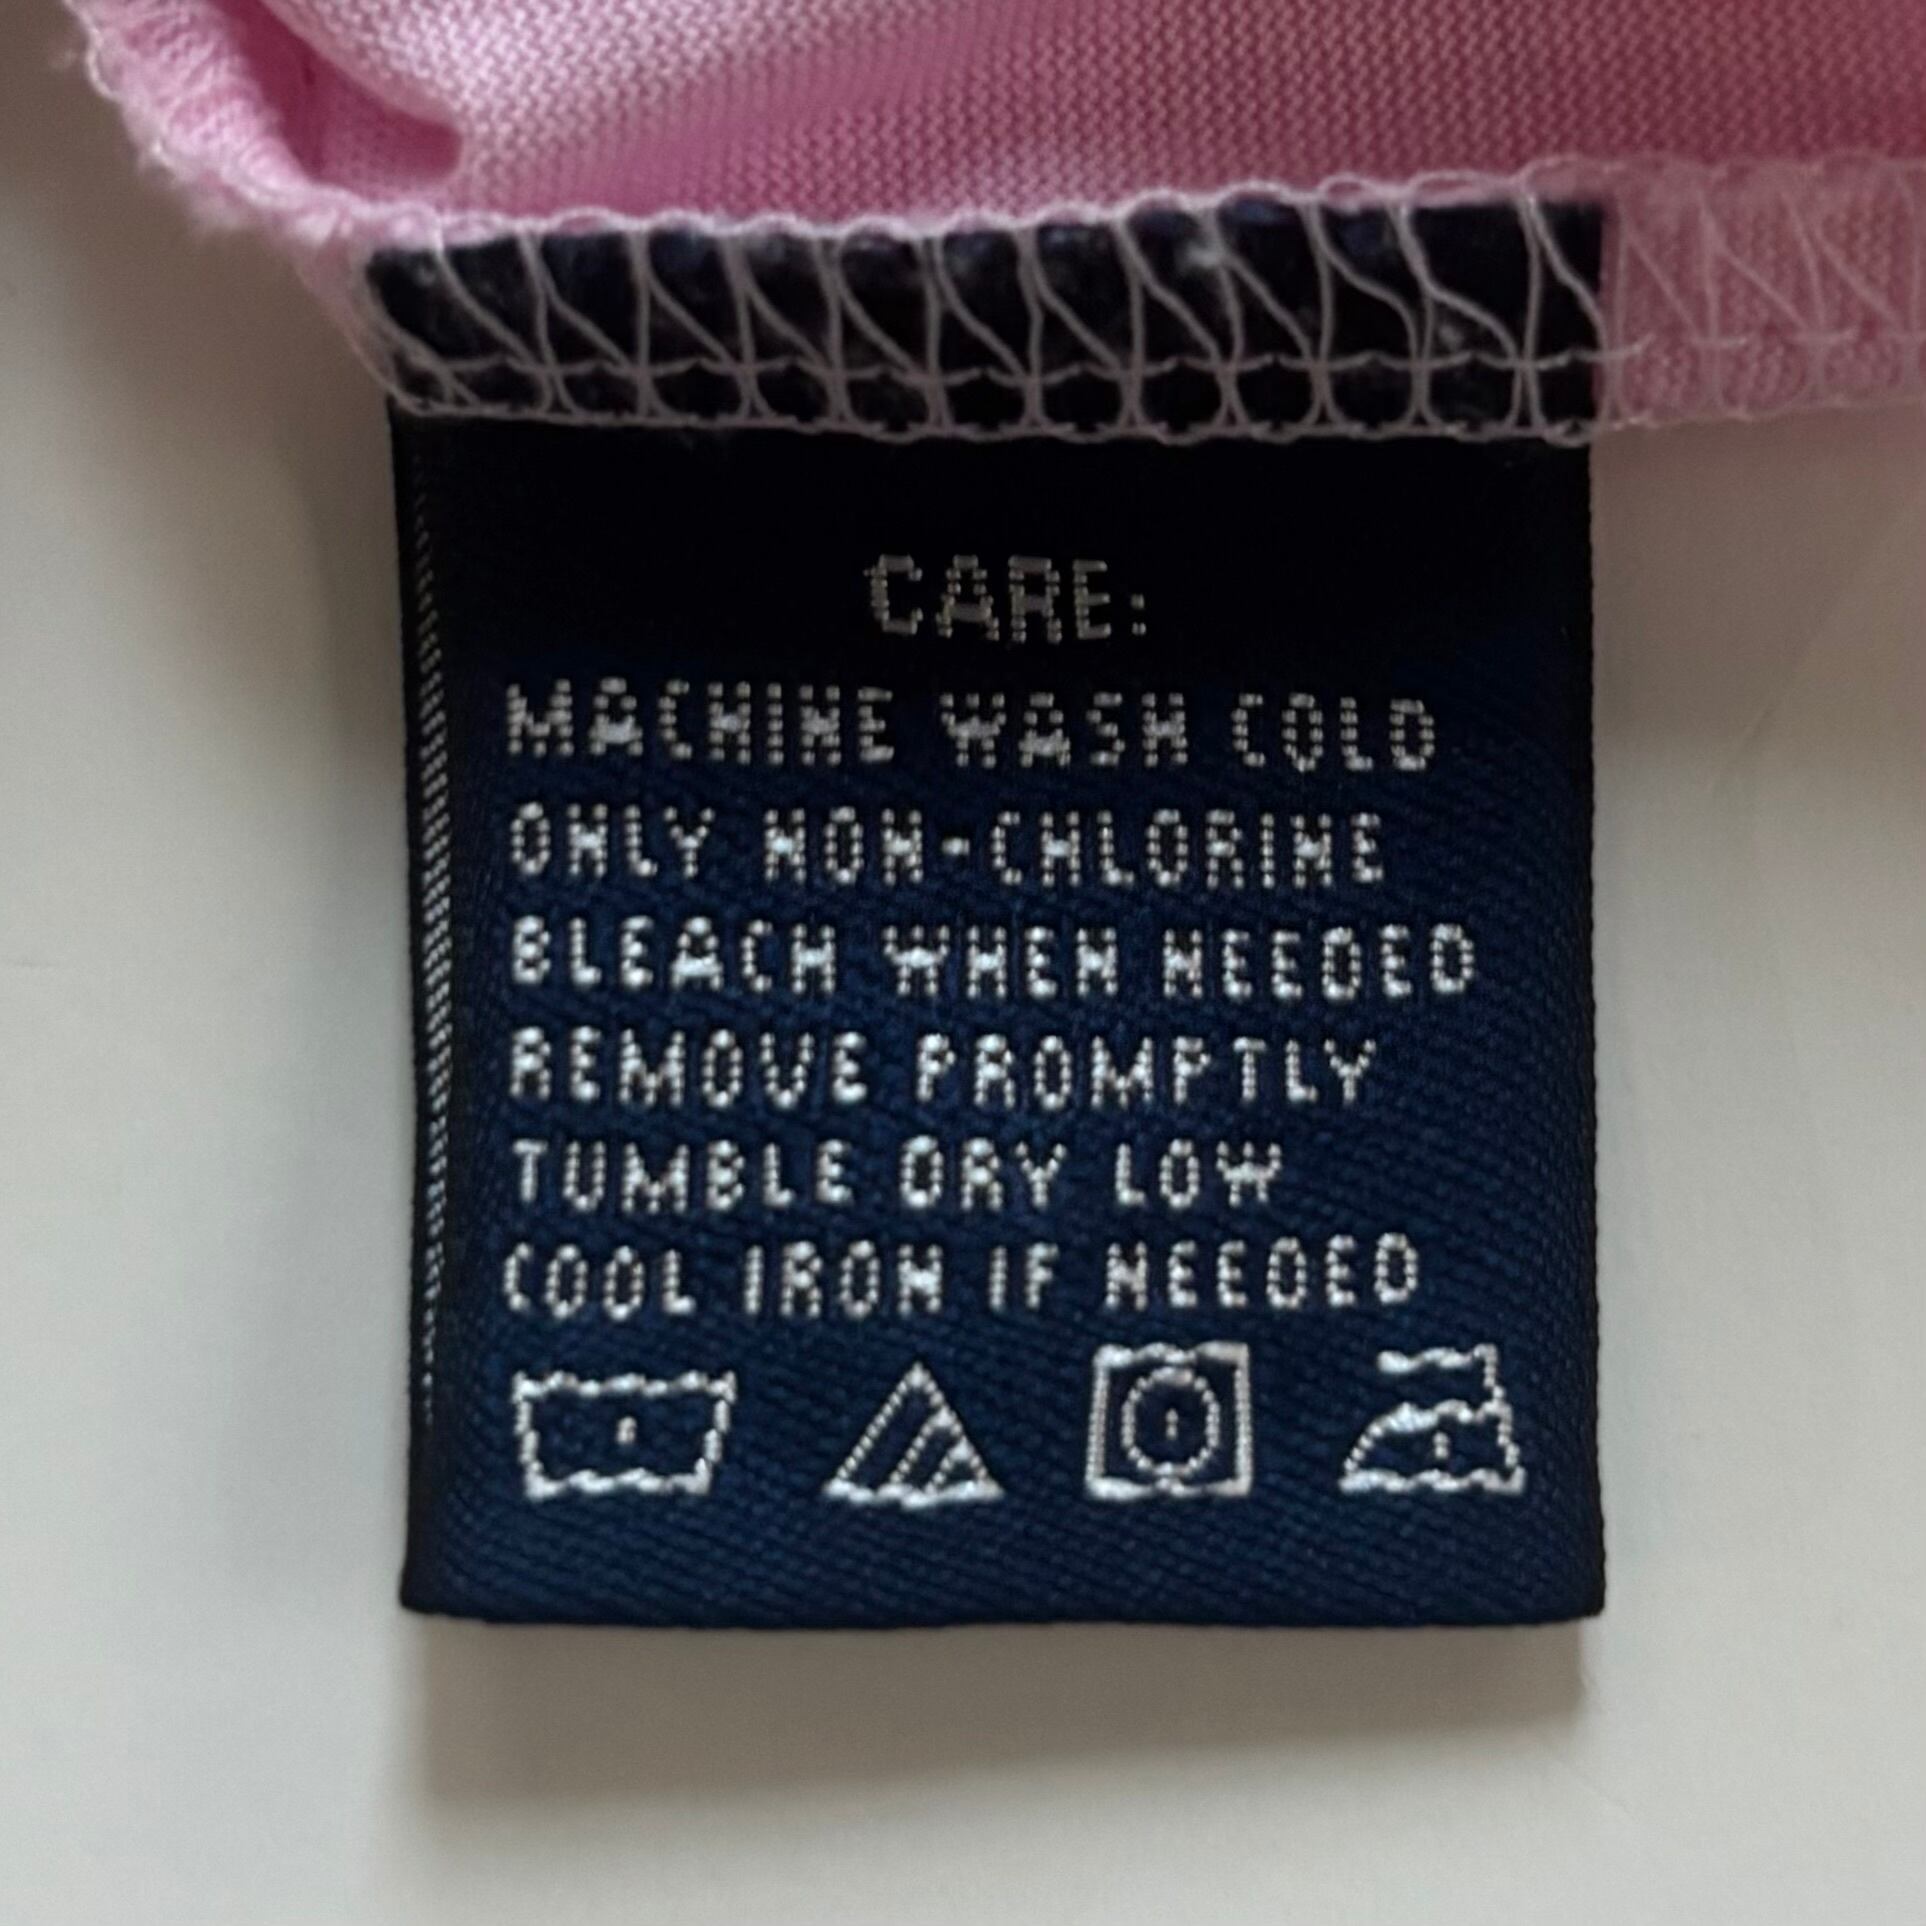 CARE:
MACHINE WASH COLD
ONLY NON-CHLORINE
BLEACH WHEN NEEDED
REMOVE PROMPTLY
TUMBLE DRY LOW
COOL IRON IF NEEDED